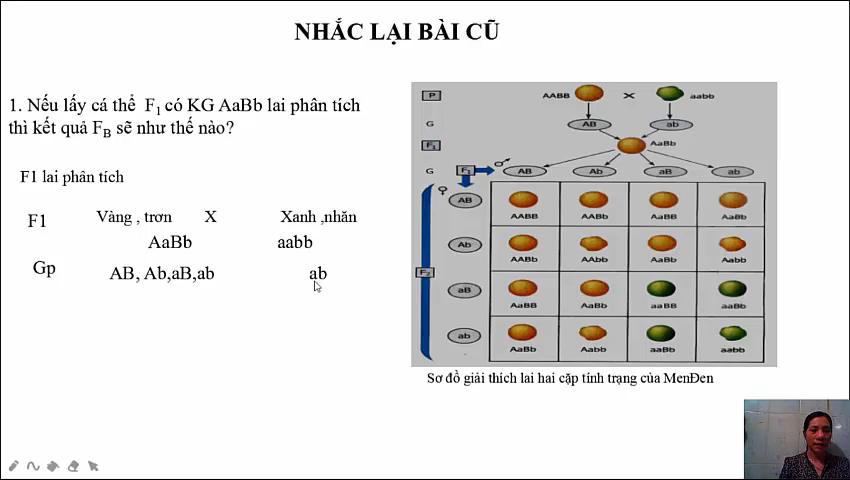 NHẮC LẠI BÀI CŨ
1. Nếu lấy cá thể F1 có KG AaBb lai phân tích
thì kết quả FB sẽ như thế nào?
F1 lai phân tích
F1 Vàng , trơn X Xanh ,nhăn
AaBb aabb
Gp AB, Ab,aB,ab ab
P AABB X aabb
G AB ab
F1 AaBb
G F1 ♂ AB Ab aB ab
♀ AB AABB AABb AaBB AaBb
Ab AABb AAbb AaBb Aabb
F2 aB AaBB AaBb aaBB aaBb
ab AaBb Aabb aaBb aabb
Sơ đồ giải thích lai hai cặp tính trạng của MenĐen